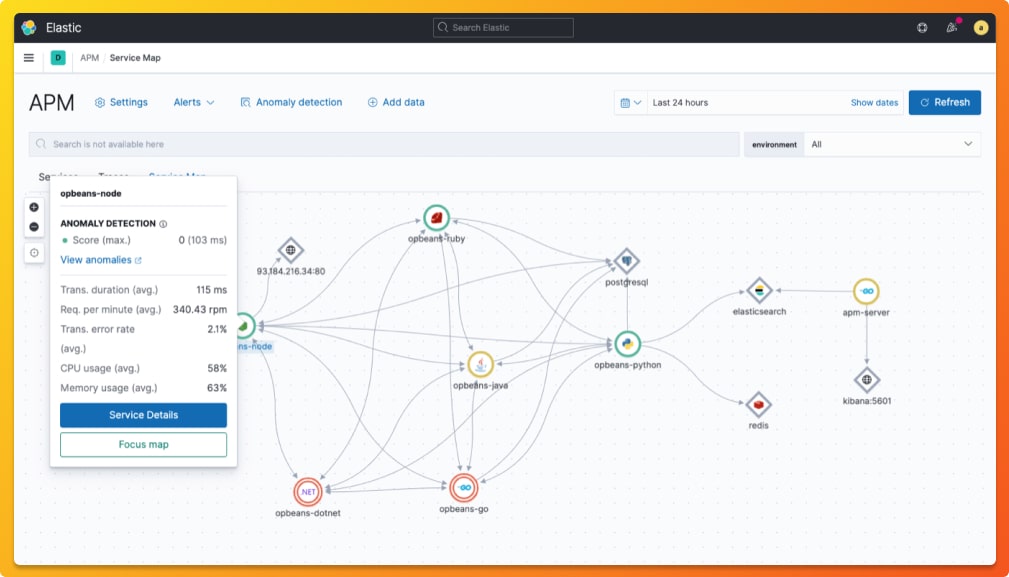 Elastic
Search Elastic
a
D
APM / Service Map
APM
Settings
Alerts
Anomaly detection
Add data
Last 24 hours
Show dates
Refresh
Search is not available here
environment
All
opbeans-node
ANOMALY DETECTION
Score (max.) 0 (103 ms)
View anomalies
Trans. duration (avg.) 115 ms
Req. per minute (avg.) 340.43 rpm
Trans. error rate 2.1%
(avg.)
CPU usage (avg.) 58%
Memory usage (avg.) 63%
Service Details
Focus map
opbeans-ruby
93.184.216.34:80
postgresql
elasticsearch
apm-server
ns-node
opbeans-python
opbeans-java
kibana:5601
redis
.NET
opbeans-dotnet
opbeans-go